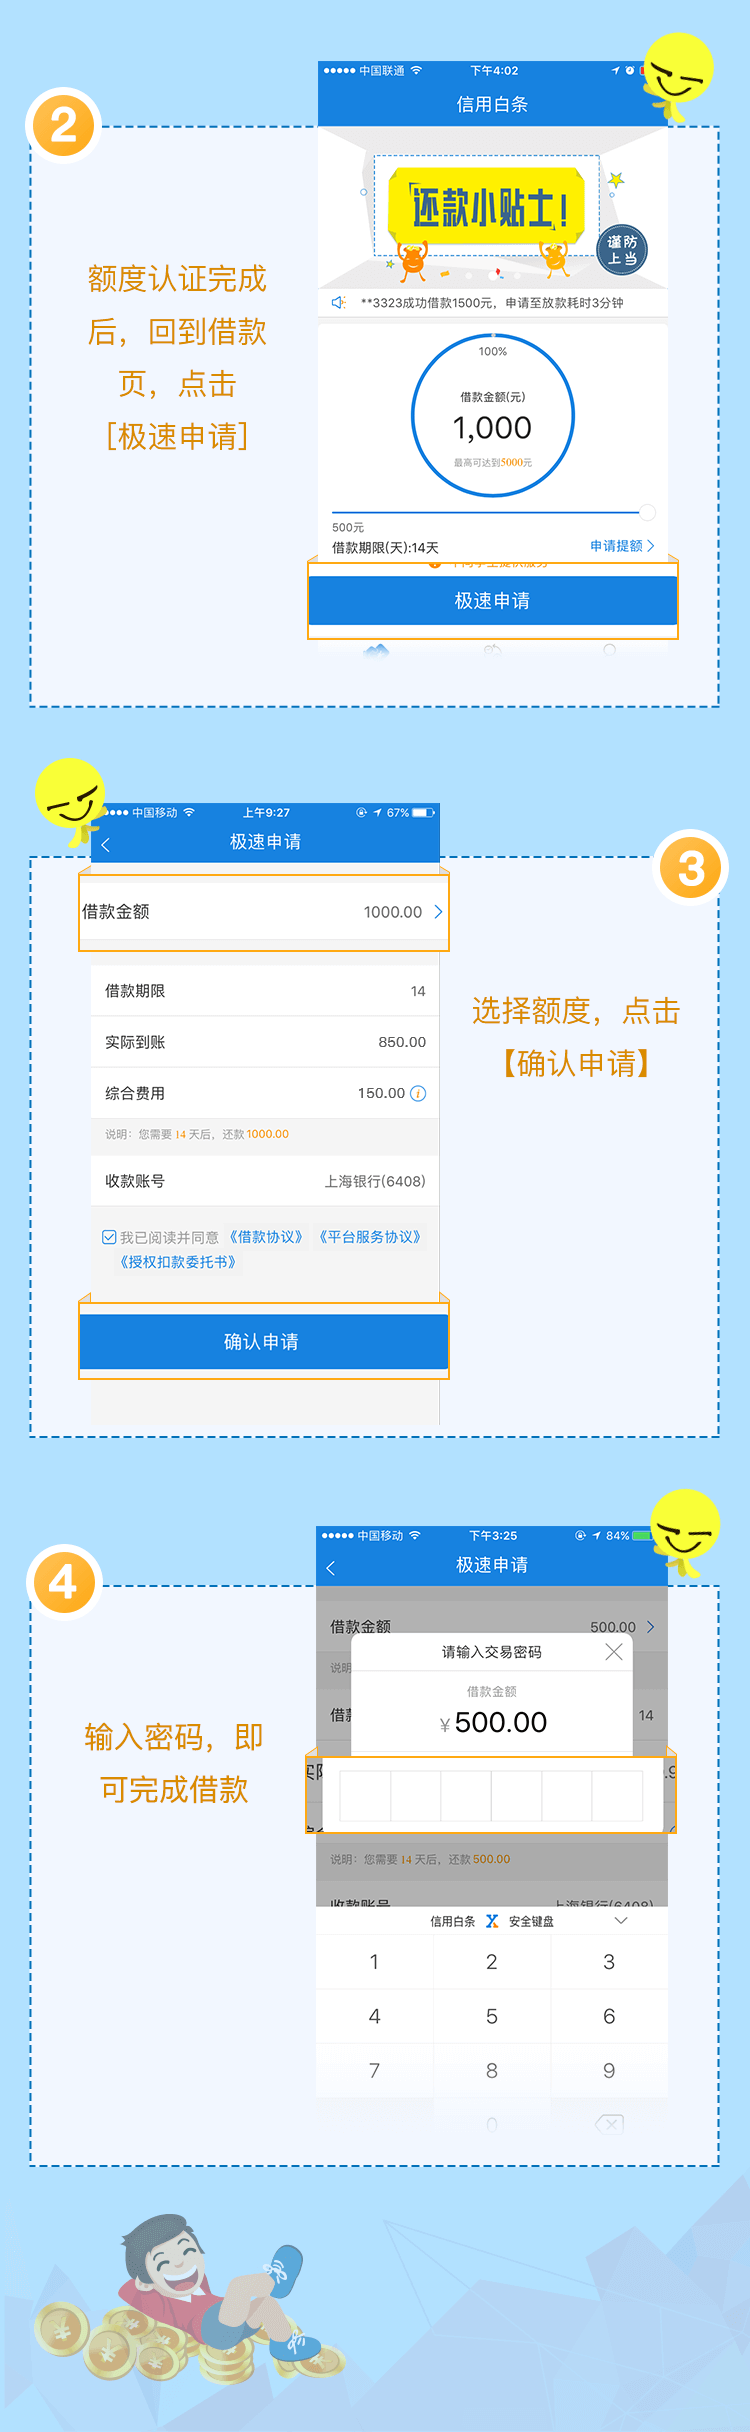 2
中国联通 下午4:02
信用白条
还款小贴士!
谨防
上当
**3323成功借款1500元，申请至放款耗时3分钟
额度认证完成
后，回到借款
页，点击
[极速申请]
100%
借款金额(元)
1,000
最高可达到5000元
500元
借款期限(天):14天 申请提额
极速申请
中国移动 上午9:27 67%
极速申请
3
借款金额 1000.00
借款期限 14
实际到账 850.00
综合费用 150.00
说明：您需要 14 天后，还款 1000.00
收款账号 上海银行(6408)
我已阅读并同意 《借款协议》 《平台服务协议》
《授权扣款委托书》
确认申请
选择额度，点击
【确认申请】
4
中国移动 下午3:25 84%
极速申请
借款金额 500.00
请输入交易密码
说明
借款金额
¥500.00
14
说明：您需要 14 天后，还款 500.00
收款账号 上海银行(6408)
信用白条 安全键盘
1 2 3
4 5 6
7 8 9
0
输入密码，即
可完成借款